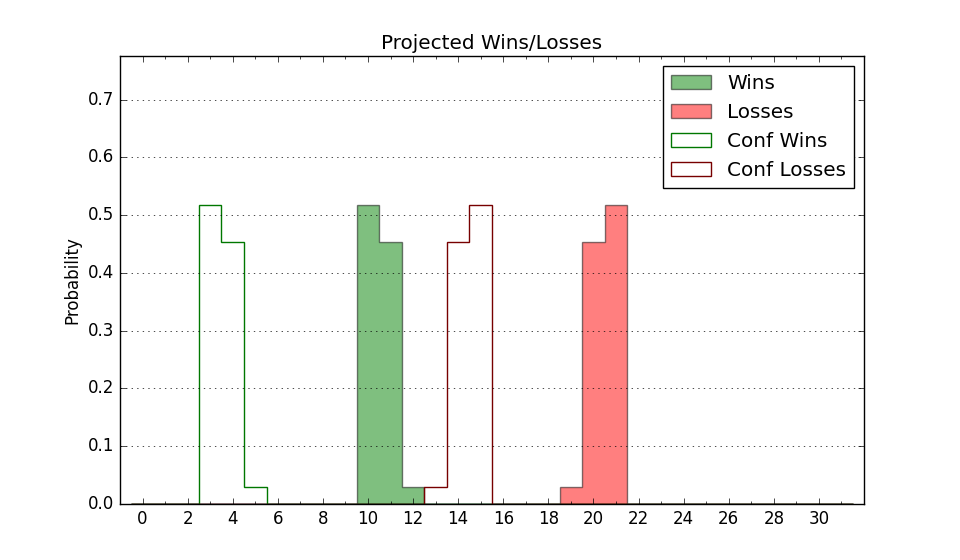 Projected Wins/Losses
Wins
Losses
Conf Wins
Conf Losses
Probability
0.7
0.6
0.5
0.4
0.3
0.2
0.1
0.0
0 2 4 6 8 10 12 14 16 18 20 22 24 26 28 30